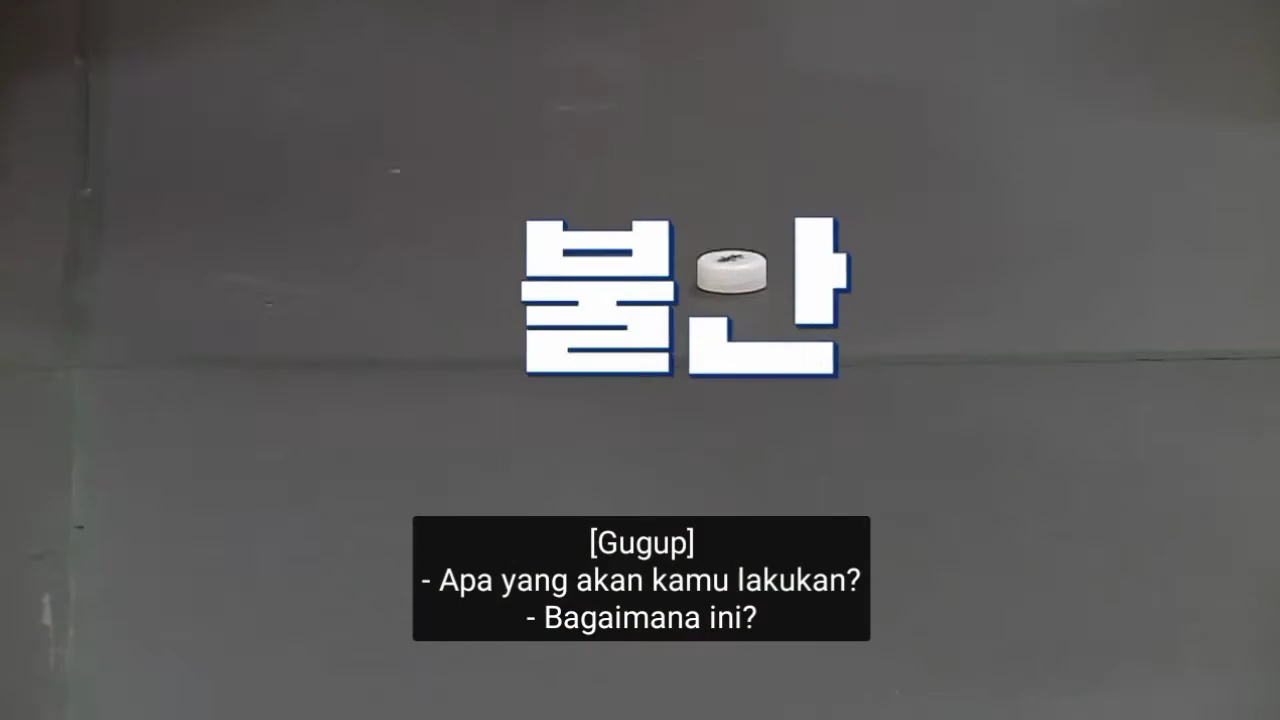 불안
[Gugup]
- Apa yang akan kamu lakukan?
- Bagaimana ini?